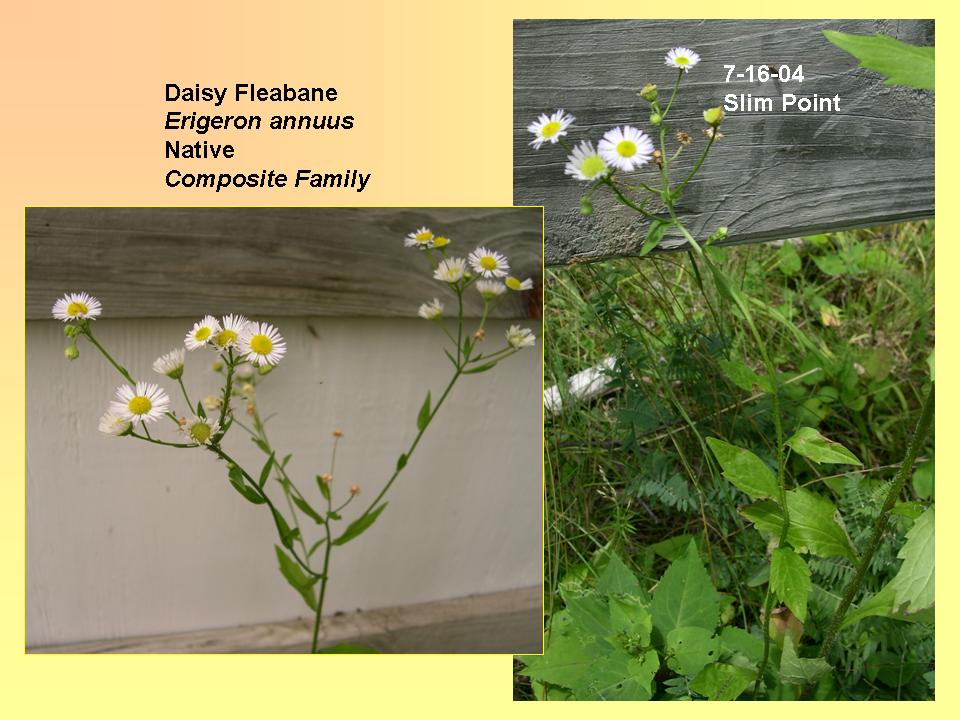 Daisy Fleabane
Erigeron annuus
Native
Composite Family
7-16-04
Slim Point